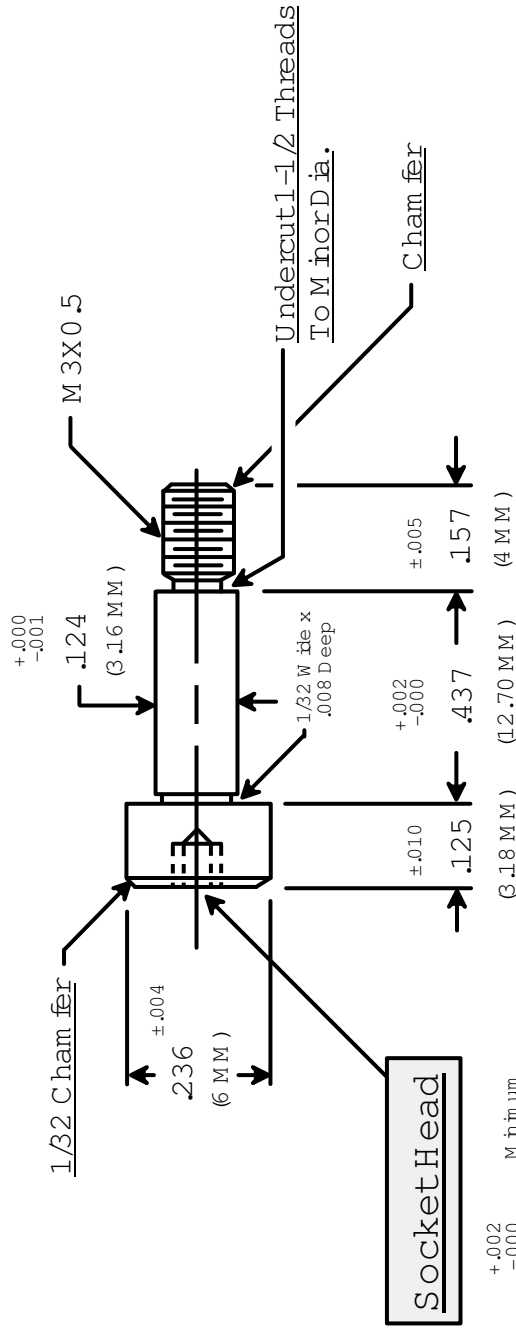 1/32 Chamfer
±.004
.236
(6 MM)
+.000
-.001
.124
(3.16 MM)
M3X0.5
Undercut 1-1/2 Threads
To Minor Dia.
Chamfer
1/32 Wide x
.008 Deep
±.010
.125
(3.18 MM)
+.002
-.000
.437
(12.70 MM)
±.005
.157
(4 MM)
Socket Head
+.002
-.000
Minimum